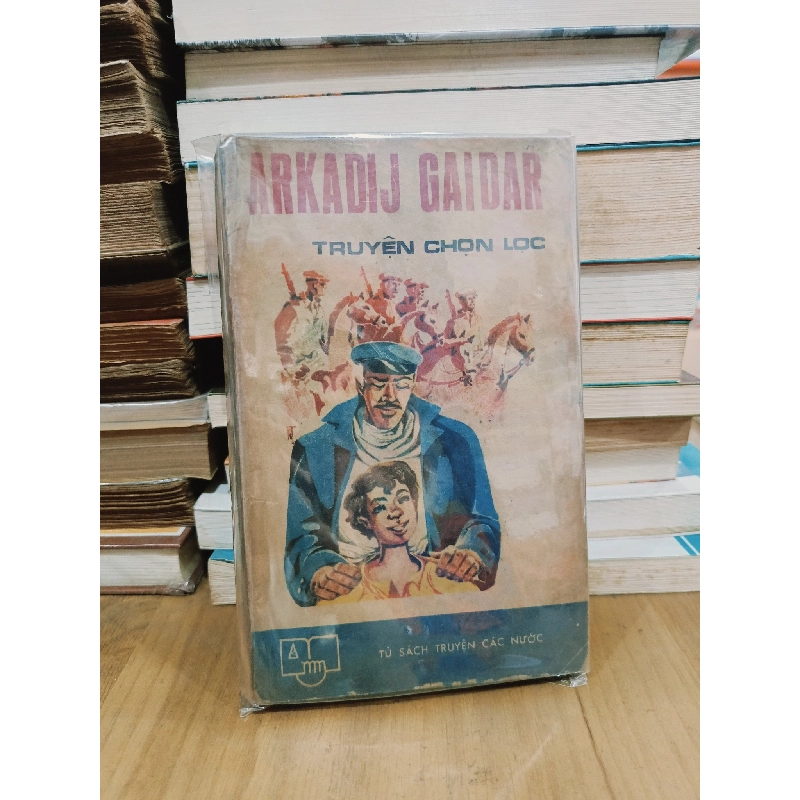 ARKADIJ GAIDAR
TRUYỆN CHỌN LỌC
TỦ SÁCH TRUYỆN CÁC NƯỚC